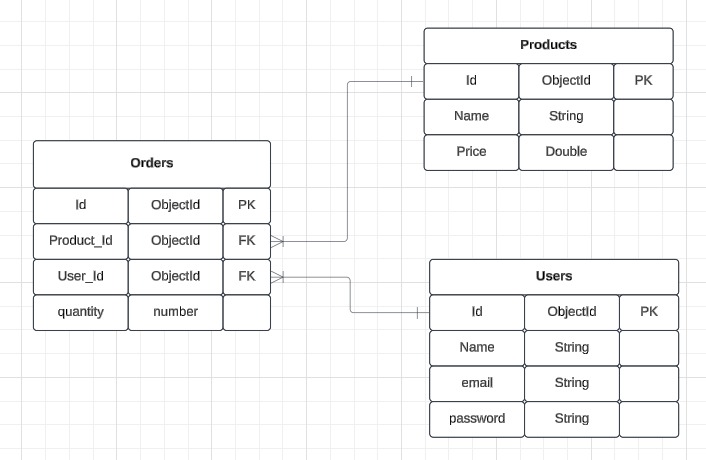 Products
Id ObjectId PK
Name String
Price Double
Orders
Id ObjectId PK
Product_Id ObjectId FK
User_Id ObjectId FK
quantity number
Users
Id ObjectId PK
Name String
email String
password String